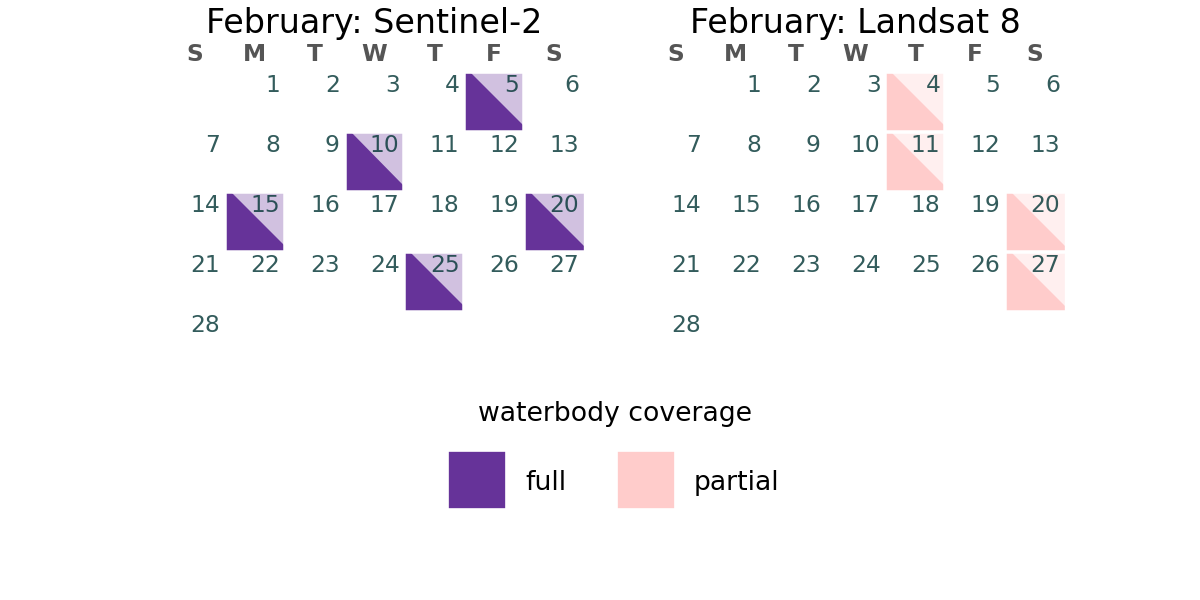 February: Sentinel-2
S M T W T F S
1 2 3 4 5 6
7 8 9 10 11 12 13
14 15 16 17 18 19 20
21 22 23 24 25 26 27
28
February: Landsat 8
S M T W T F S
1 2 3 4 5 6
7 8 9 10 11 12 13
14 15 16 17 18 19 20
21 22 23 24 25 26 27
28
waterbody coverage
full partial